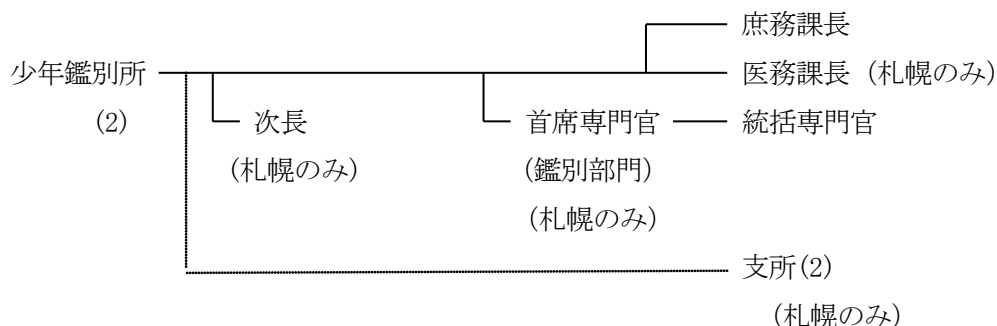 庶務課長
少年鑑別所
医務課長（札幌のみ）
(2)
次長
首席専門官
統括専門官
（札幌のみ）
（鑑別部門）
（札幌のみ）
支所(2)
（札幌のみ）